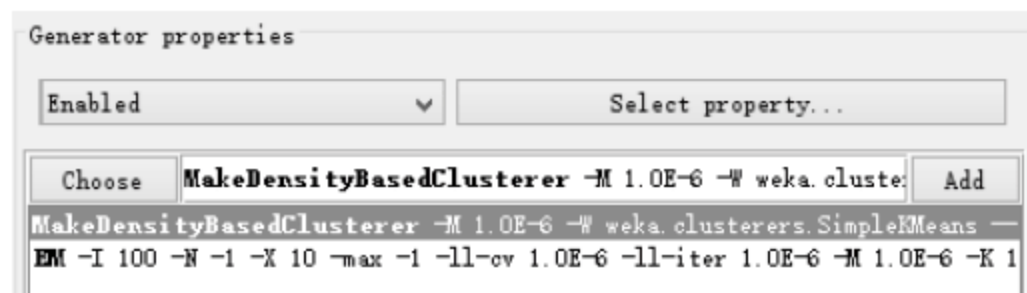 Generator properties
Enabled
Select property...
Choose
MakeDensityBasedClusterer -M 1.0E-6 -W weka.cluste
Add
MakeDensityBasedClusterer -M 1.0E-6 -W weka.clusterers.SimpleKMeans —
EM -I 100 -N -1 -X 10 -max -1 -ll-cv 1.0E-6 -ll-iter 1.0E-6 -M 1.0E-6 -K 1